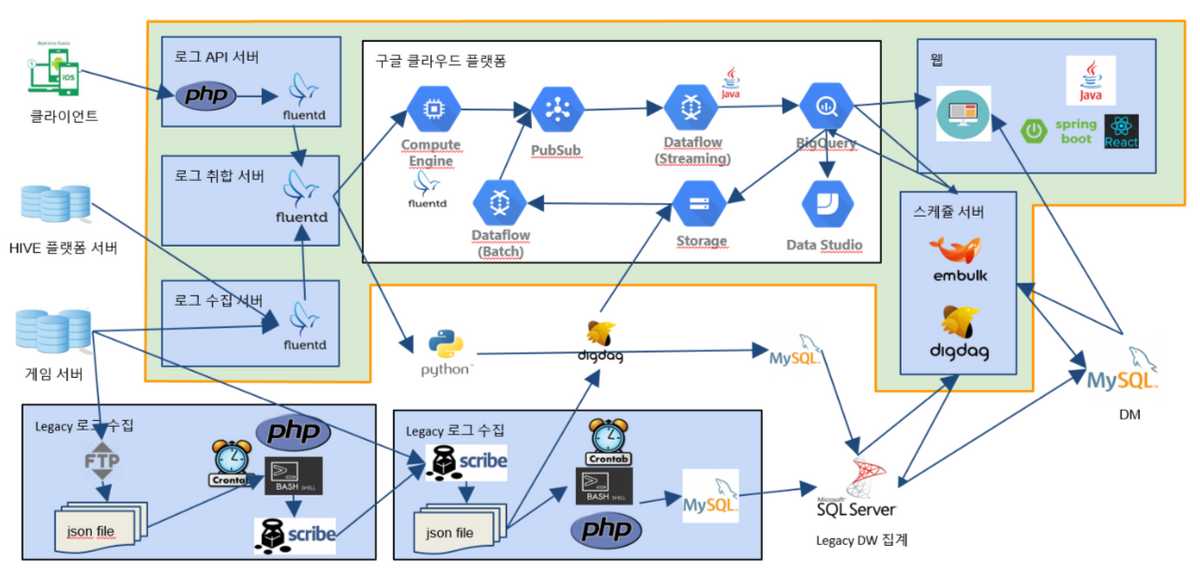 iOS
클라이언트
HIVE 플랫폼 서버
게임 서버
로그 API 서버
php
fluentd
로그 취합 서버
fluentd
로그 수집 서버
fluentd
구글 클라우드 플랫폼
Compute
Engine
fluentd
PubSub
Java
Dataflow
(Streaming)
BigQuery
Dataflow
(Batch)
Storage
Data Studio
웹
Java
spring
boot
React
스케쥴 서버
embulk
digdag
python
digdag
MySQL
MySQL
DM
Legacy 로그 수집
FTP
json file
Crontab
php
BASH SHELL
scribe
Legacy 로그 수집
scribe
json file
Crontab
BASH SHELL
php
MySQL
Microsoft
SQL Server
Legacy DW 집계